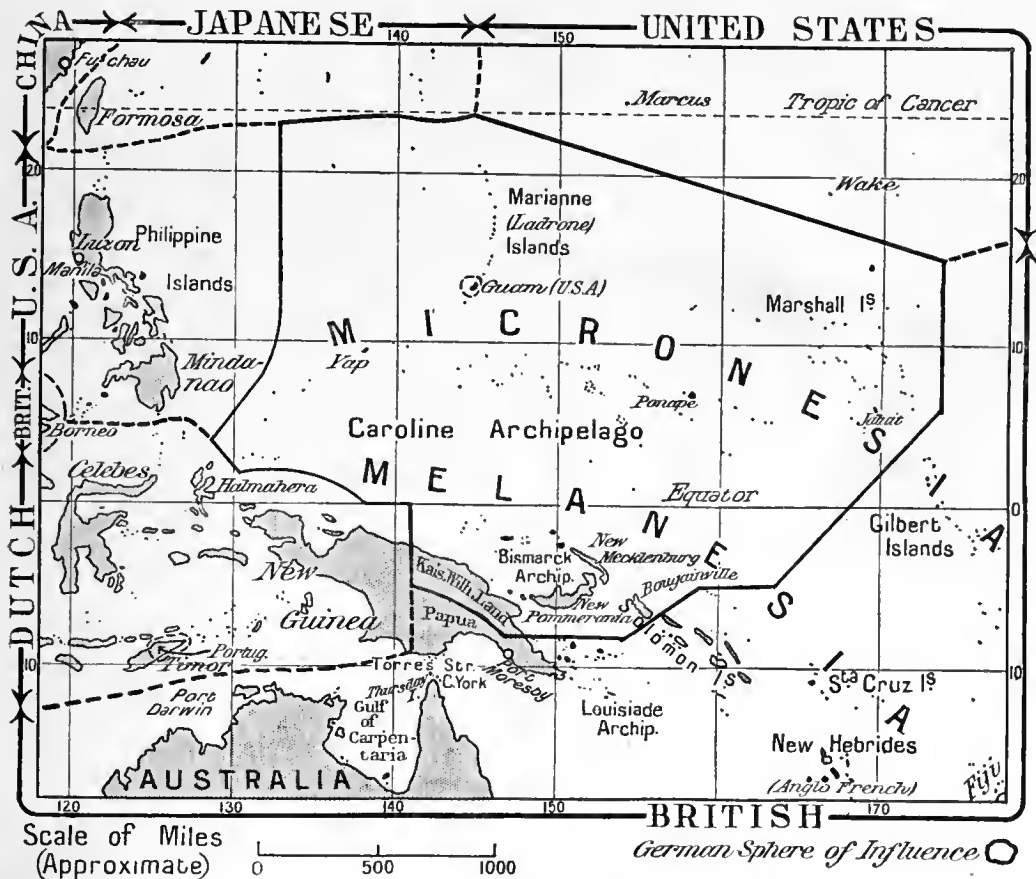 CHINA
JAPANESE
UNITED STATES
140
150
Fu-chau
Marcus
Tropic of Cancer
Formosa
20
20
Wake
U.S.A.
Marianne
(Ladrone)
Islands
Luzon
Philippine
Manila
Islands
Guam (U.S.A)
Marshall Is
MICRONESIA
10
10
Minda-
nao
Yap
Ponape
BRIT.
Borneo
Caroline Archipelago
Jaluit
Celebes
Halmahera
MELANESIA
Equator
0
Gilbert
Islands
DUTCH
New
Guinea
Kais. Wilh. Land
Bismarck
Archip.
New
Mecklenburg
Bougainville
New
Pommerania
Papua
Solomon Is
Portug.
Timor
10
10
Torres Str.
Port
Moresby
Thursday I.
C. York
Sta Cruz Is
Port
Darwin
Gulf
of
Carpen-
taria
Louisiade
Archip.
New Hebrides
(Anglo French)
Fiji
AUSTRALIA
120
130
140
150
170
BRITISH
Scale of Miles
(Approximate)
0 500 1000
German Sphere of Influence